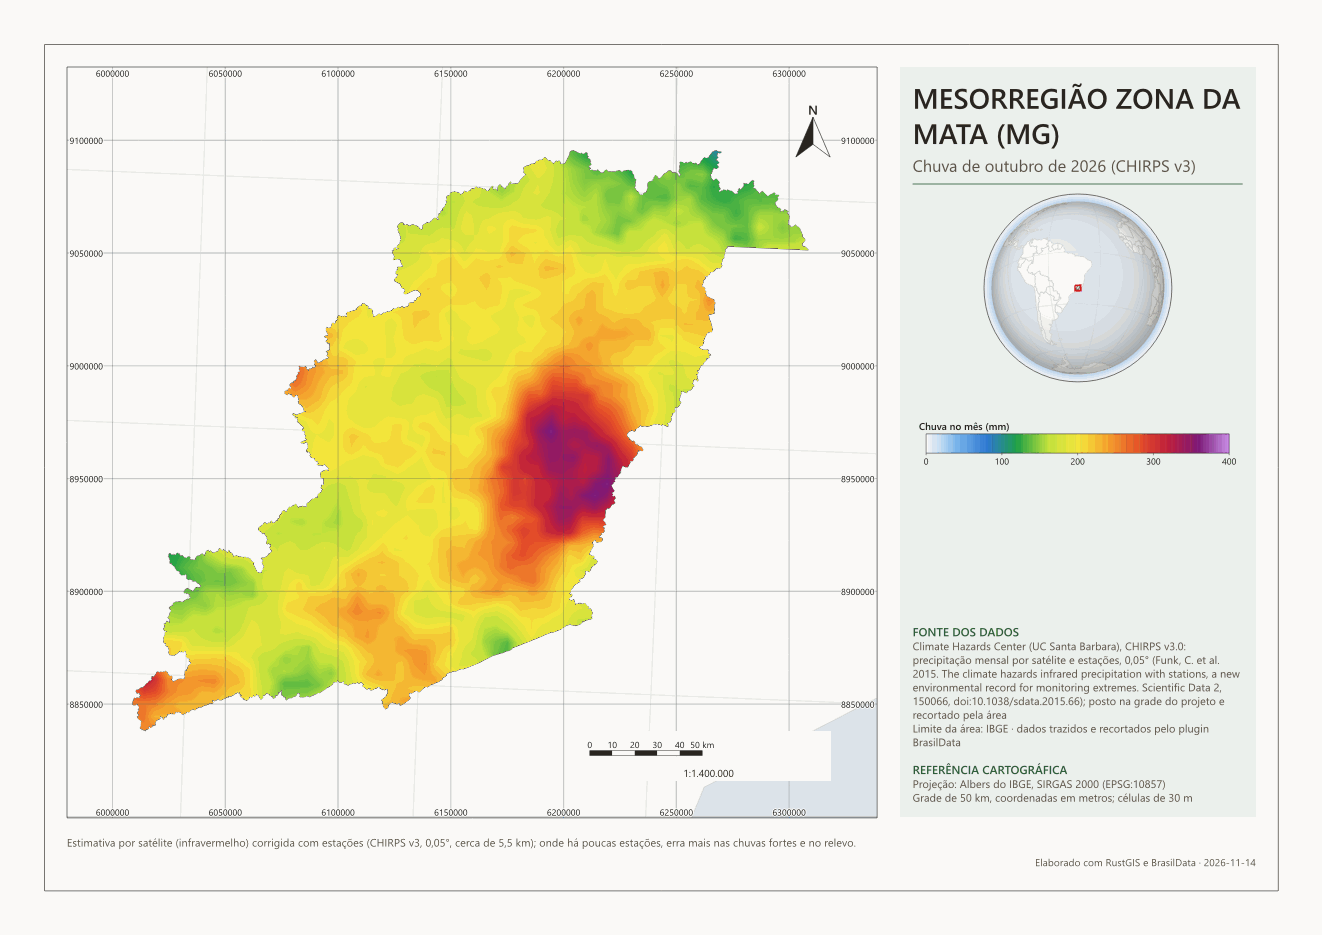 6000000 6050000 6100000 6150000 6200000 6250000 6300000
N
9100000 9100000
9050000 9050000
9000000 9000000
8950000 8950000
8900000 8900000
8850000 8850000
0 10 20 30 40 50 km
1:1.400.000
6000000 6050000 6100000 6150000 6200000 6250000 6300000
Estimativa por satélite (infravermelho) corrigida com estações (CHIRPS v3, 0,05°, cerca de 5,5 km); onde há poucas estações, erra mais nas chuvas fortes e no relevo.
MESORREGIÃO ZONA DA
MATA (MG)
Chuva de outubro de 2026 (CHIRPS v3)
Chuva no mês (mm)
0 100 200 300 400
FONTE DOS DADOS
Climate Hazards Center (UC Santa Barbara), CHIRPS v3.0:
precipitação mensal por satélite e estações, 0,05° (Funk, C. et al.
2015. The climate hazards infrared precipitation with stations, a new
environmental record for monitoring extremes. Scientific Data 2,
150066, doi:10.1038/sdata.2015.66); posto na grade do projeto e
recortado pela área
Limite da área: IBGE · dados trazidos e recortados pelo plugin
BrasilData
REFERÊNCIA CARTOGRÁFICA
Projeção: Albers do IBGE, SIRGAS 2000 (EPSG:10857)
Grade de 50 km, coordenadas em metros; células de 30 m
Elaborado com RustGIS e BrasilData · 2026-11-14